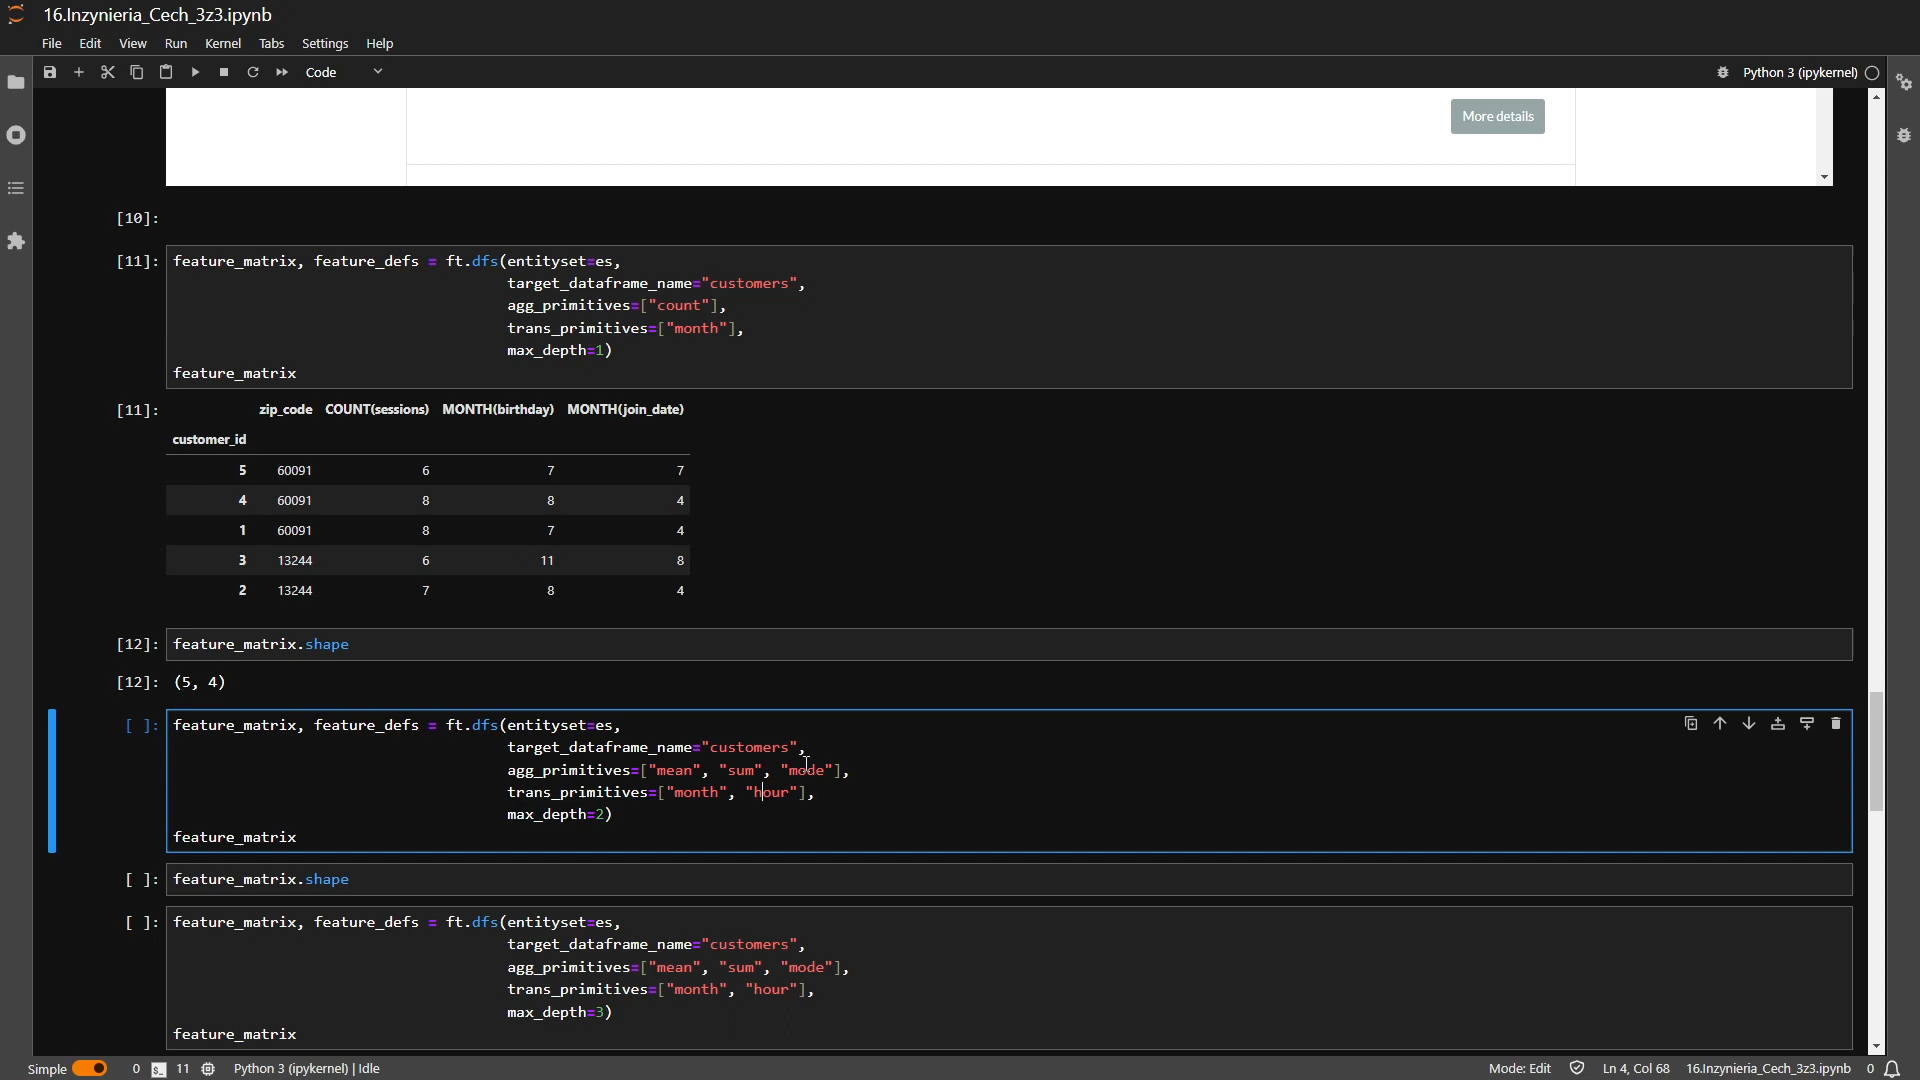 16.Inzynieria_Cech_3z3.ipynb
File Edit View Run Kernel Tabs Settings Help
Code
Python 3 (ipykernel)
More details
[10]:
[11]: feature_matrix, feature_defs = ft.dfs(entityset=es,
target_dataframe_name="customers",
agg_primitives=["count"],
trans_primitives=["month"],
max_depth=1)
feature_matrix
[11]: zip_code COUNT(sessions) MONTH(birthday) MONTH(join_date)
customer_id
5 60091 6 7 7
4 60091 8 8 4
1 60091 8 7 4
3 13244 6 11 8
2 13244 7 8 4
[12]: feature_matrix.shape
[12]: (5, 4)
[ ]: feature_matrix, feature_defs = ft.dfs(entityset=es,
target_dataframe_name="customers",
agg_primitives=["mean", "sum", "mode"],
trans_primitives=["month", "hour"],
max_depth=2)
feature_matrix
[ ]: feature_matrix.shape
[ ]: feature_matrix, feature_defs = ft.dfs(entityset=es,
target_dataframe_name="customers",
agg_primitives=["mean", "sum", "mode"],
trans_primitives=["month", "hour"],
max_depth=3)
feature_matrix
Simple 0 $_ 11 Python 3 (ipykernel) | Idle Mode: Edit Ln 4, Col 68 16.Inzynieria_Cech_3z3.ipynb 0